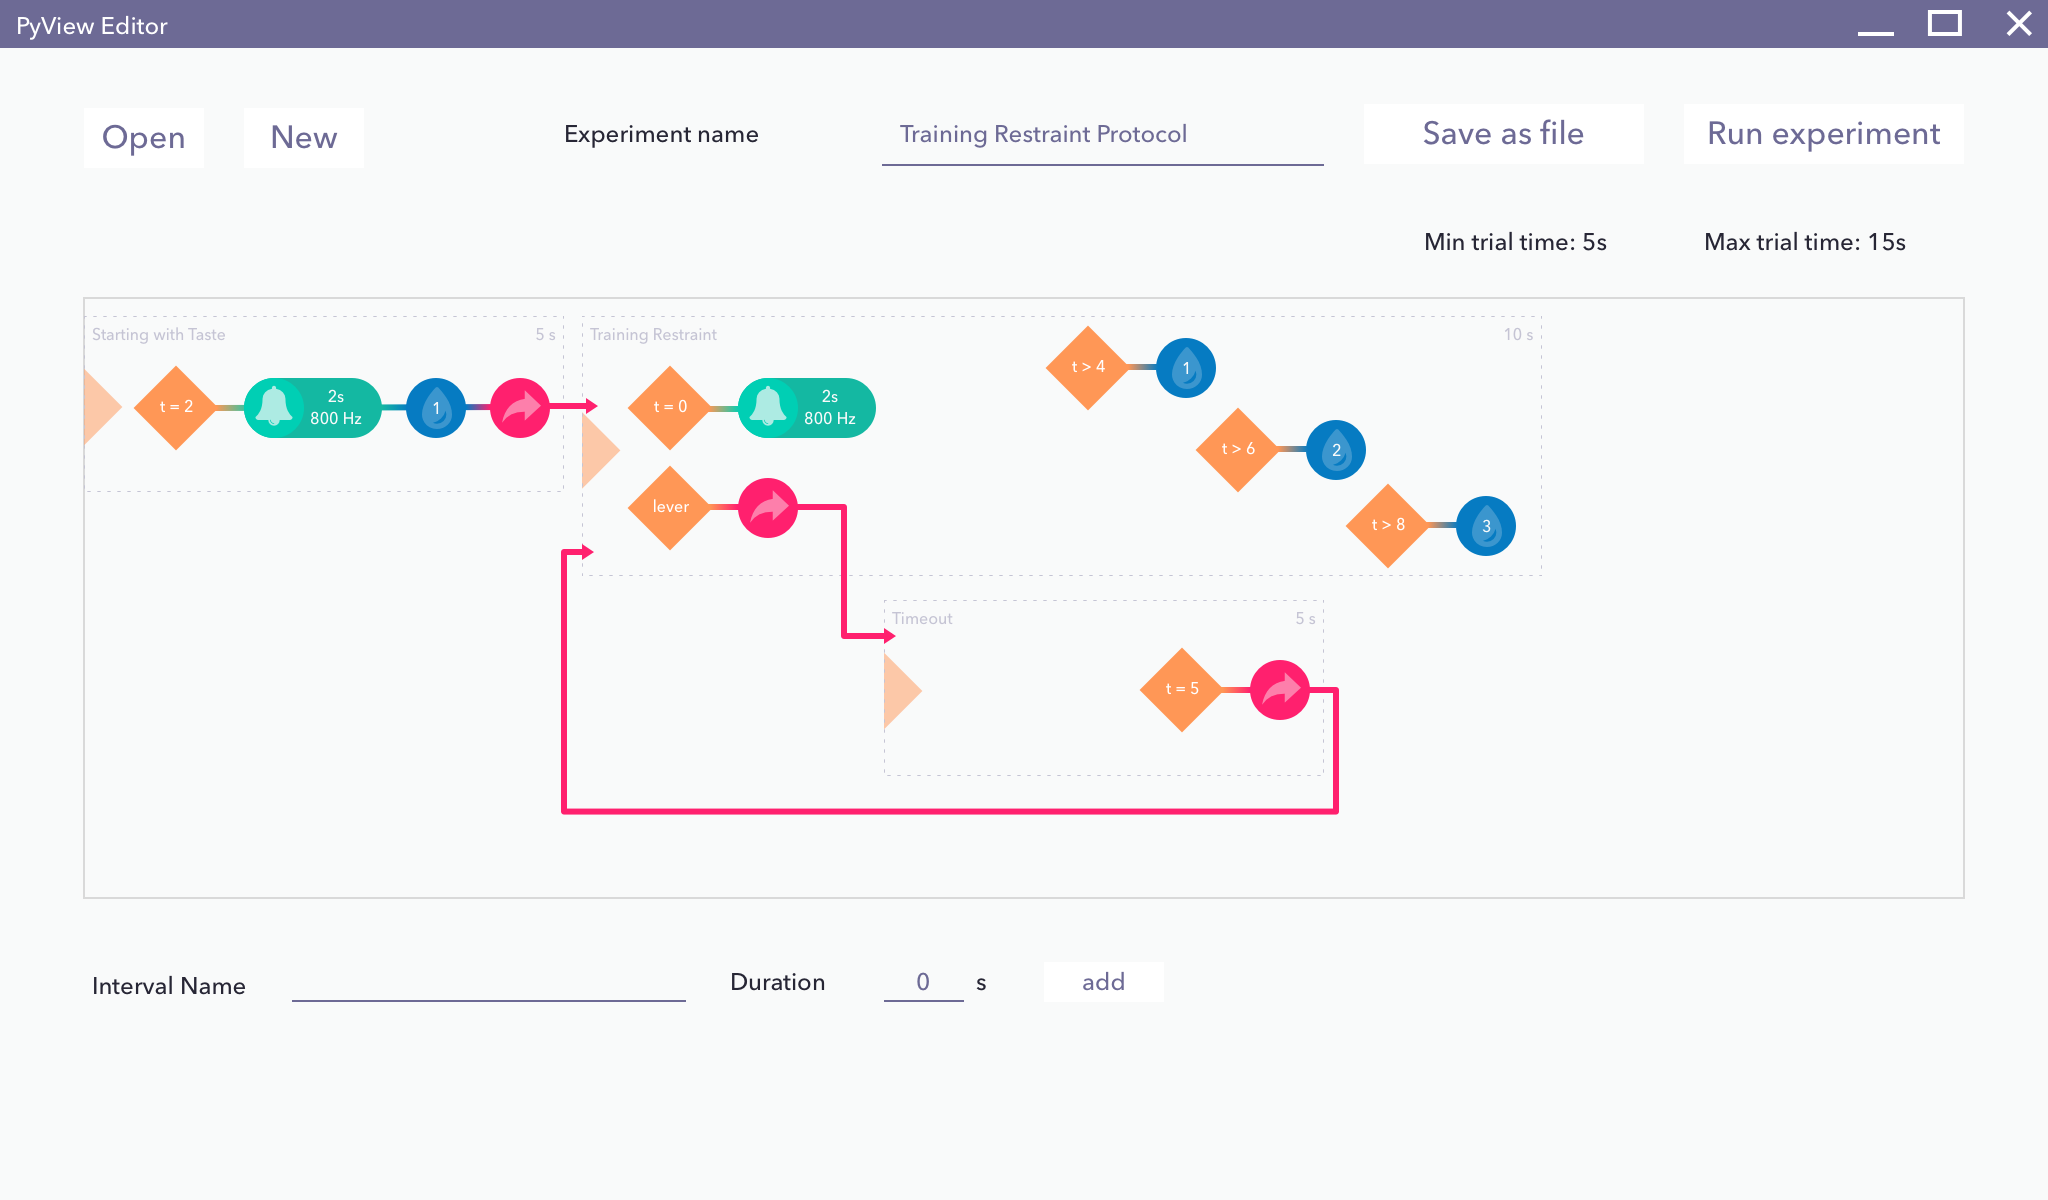 PyView Editor
Open
New
Experiment name
Training Restraint Protocol
Save as file
Run experiment
Min trial time: 5s
Max trial time: 15s
Starting with Taste
5 s
t = 2
2s
800 Hz
1
Training Restraint
10 s
t = 0
2s
800 Hz
lever
t > 4
1
t > 6
2
t > 8
3
Timeout
5 s
t = 5
Interval Name
Duration
0
s
add